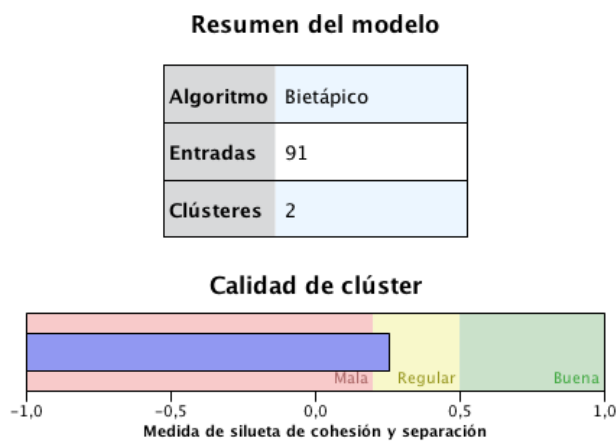 Resumen del modelo
Algoritmo Bietápico
Entradas 91
Clústeres 2
Calidad de clúster
Mala Regular Buena
-1,0 -0,5 0,0 0,5 1,0
Medida de silueta de cohesión y separación